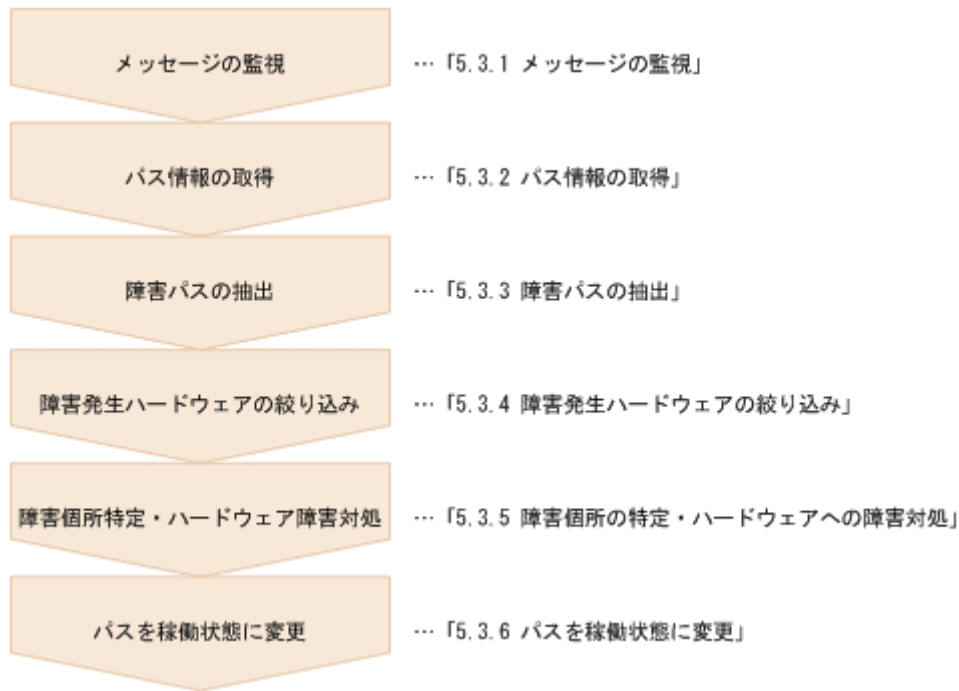 メッセージの監視 …「5.3.1 メッセージの監視」
パス情報の取得 …「5.3.2 パス情報の取得」
障害パスの抽出 …「5.3.3 障害パスの抽出」
障害発生ハードウェアの絞り込み …「5.3.4 障害発生ハードウェアの絞り込み」
障害個所特定・ハードウェア障害対処 …「5.3.5 障害個所の特定・ハードウェアへの障害対処」
パスを稼働状態に変更 …「5.3.6 パスを稼働状態に変更」